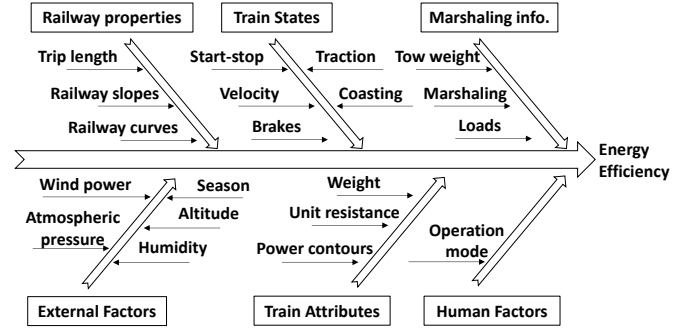 Railway properties
Train States
Marshaling info.
Trip length
Start-stop
Traction
Tow weight
Railway slopes
Velocity
Coasting
Marshaling
Railway curves
Brakes
Loads
Energy
Efficiency
Wind power
Season
Weight
Atmospheric
pressure
Altitude
Unit resistance
Humidity
Power contours
Operation
mode
External Factors
Train Attributes
Human Factors